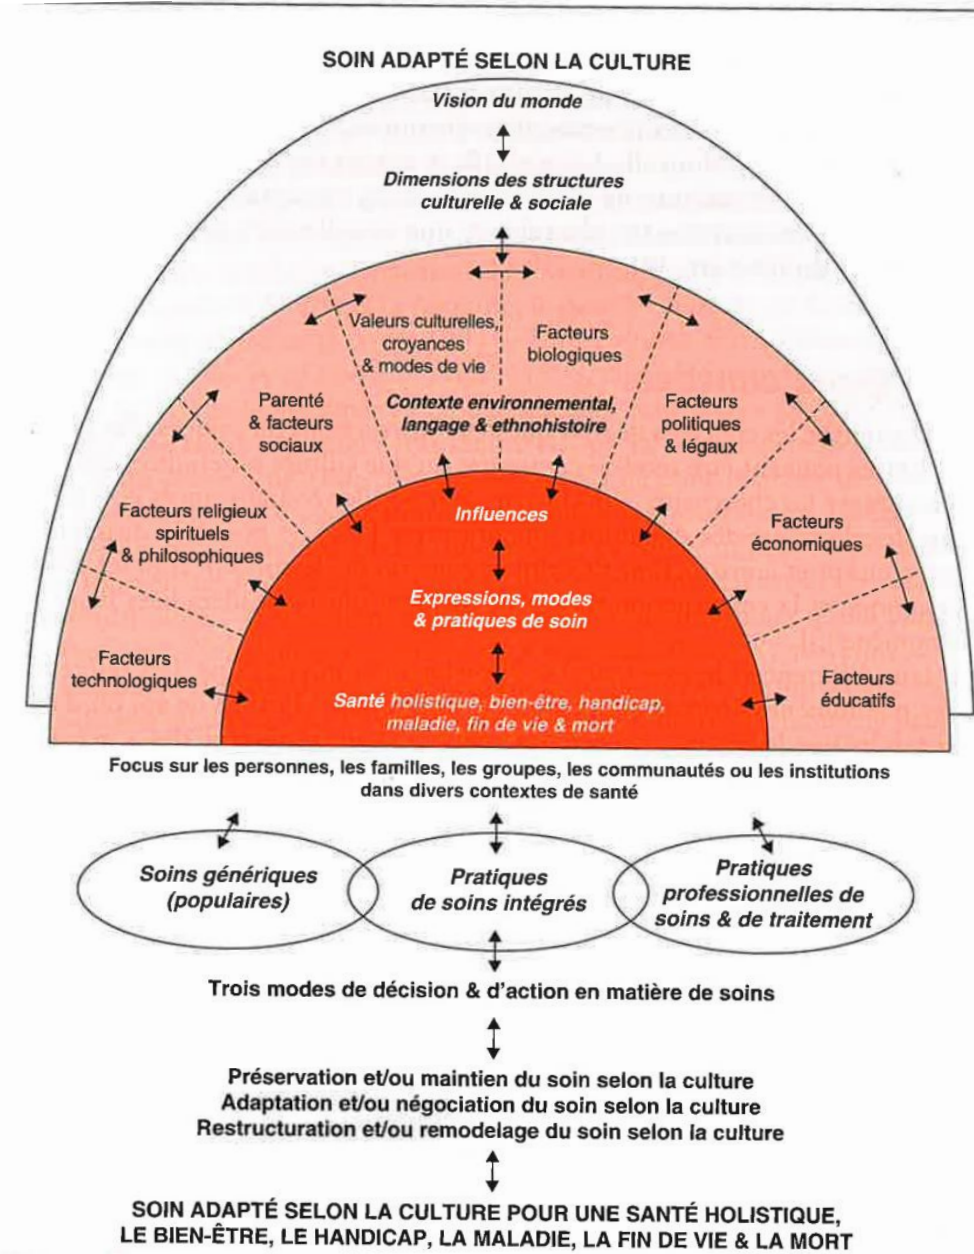 SOIN ADAPTÉ SELON LA CULTURE
Vision du monde
Dimensions des structures
culturelle & sociale
Valeurs culturelles,
croyances
& modes de vie
Facteurs
biologiques
Parenté
& facteurs
sociaux
Contexte environnemental,
langage & ethnohistoire
Facteurs
politiques
& légaux
Facteurs religieux
spirituels
& philosophiques
Influences
Facteurs
économiques
Expressions, modes
& pratiques de soin
Facteurs
technologiques
Santé holistique, bien-être, handicap,
maladie, fin de vie & mort
Facteurs
éducatifs
Focus sur les personnes, les familles, les groupes, les communautés ou les institutions
dans divers contextes de santé
Soins génériques
(populaires)
Pratiques
de soins intégrés
Pratiques
professionnelles de
soins & de traitement
Trois modes de décision & d'action en matière de soins
Préservation et/ou maintien du soin selon la culture
Adaptation et/ou négociation du soin selon la culture
Restructuration et/ou remodelage du soin selon la culture
SOIN ADAPTÉ SELON LA CULTURE POUR UNE SANTÉ HOLISTIQUE,
LE BIEN-ÊTRE, LE HANDICAP, LA MALADIE, LA FIN DE VIE & LA MORT